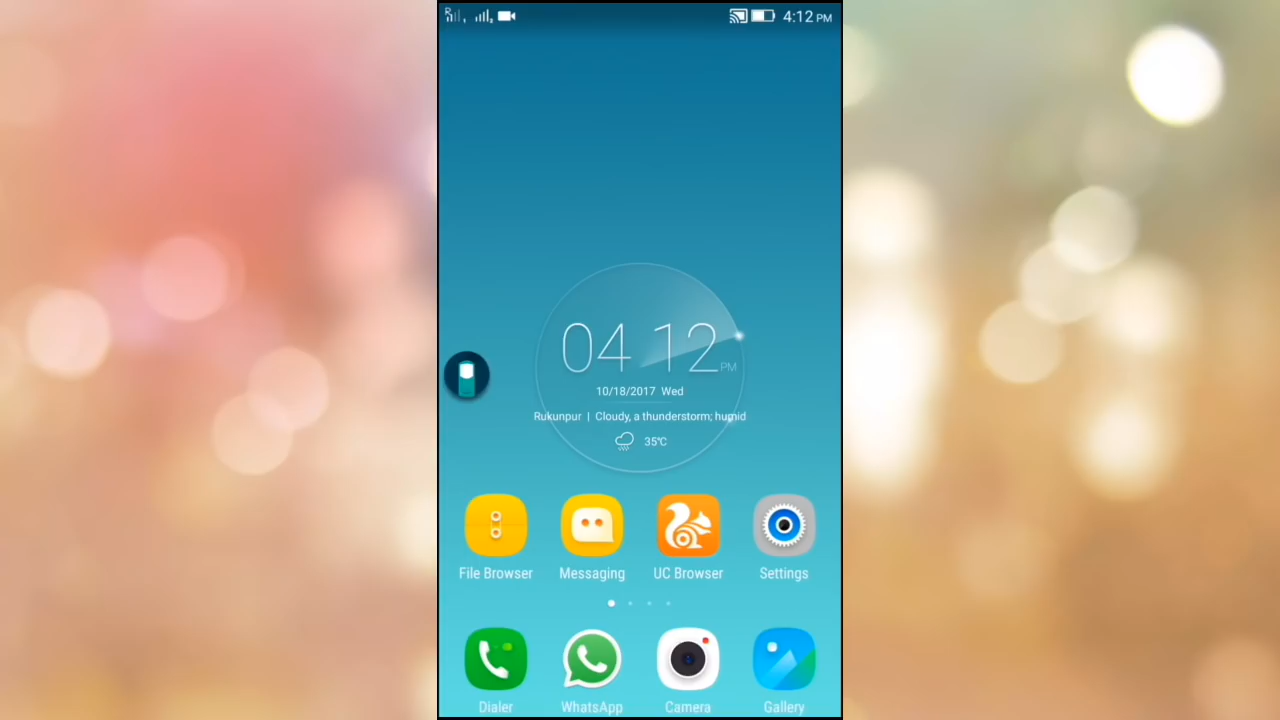 R
4:12 PM
04 12 PM
10/18/2017 Wed
Rukunpur | Cloudy, a thunderstorm; humid
35℃
File Browser Messaging UC Browser Settings
Dialer WhatsApp Camera Gallery